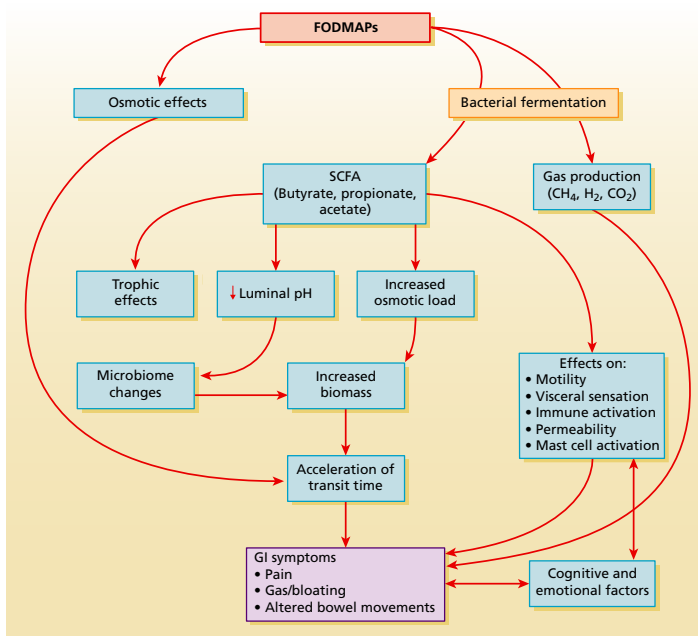 FODMAPs
Osmotic effects
Bacterial fermentation
SCFA
(Butyrate, propionate,
acetate)
Gas production
(CH₄, H₂, CO₂)
Trophic
effects
↓ Luminal pH
Increased
osmotic load
Microbiome
changes
Increased
biomass
Effects on:
• Motility
• Visceral sensation
• Immune activation
• Permeability
• Mast cell activation
Acceleration of
transit time
GI symptoms
• Pain
• Gas/bloating
• Altered bowel movements
Cognitive and
emotional factors